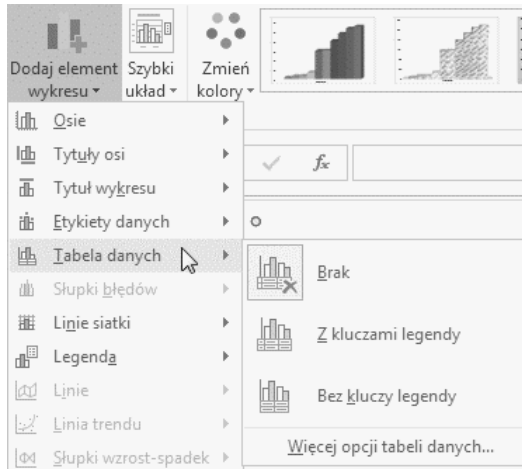 Dodaj element wykresu
Szybki układ
Zmień kolory
fx
Osie
Tytuły osi
Tytuł wykresu
Etykiety danych
Tabela danych
Słupki błędów
Linie siatki
Legenda
Linie
Linia trendu
Słupki wzrost-spadek
Brak
Z kluczami legendy
Bez kluczy legendy
Więcej opcji tabeli danych...